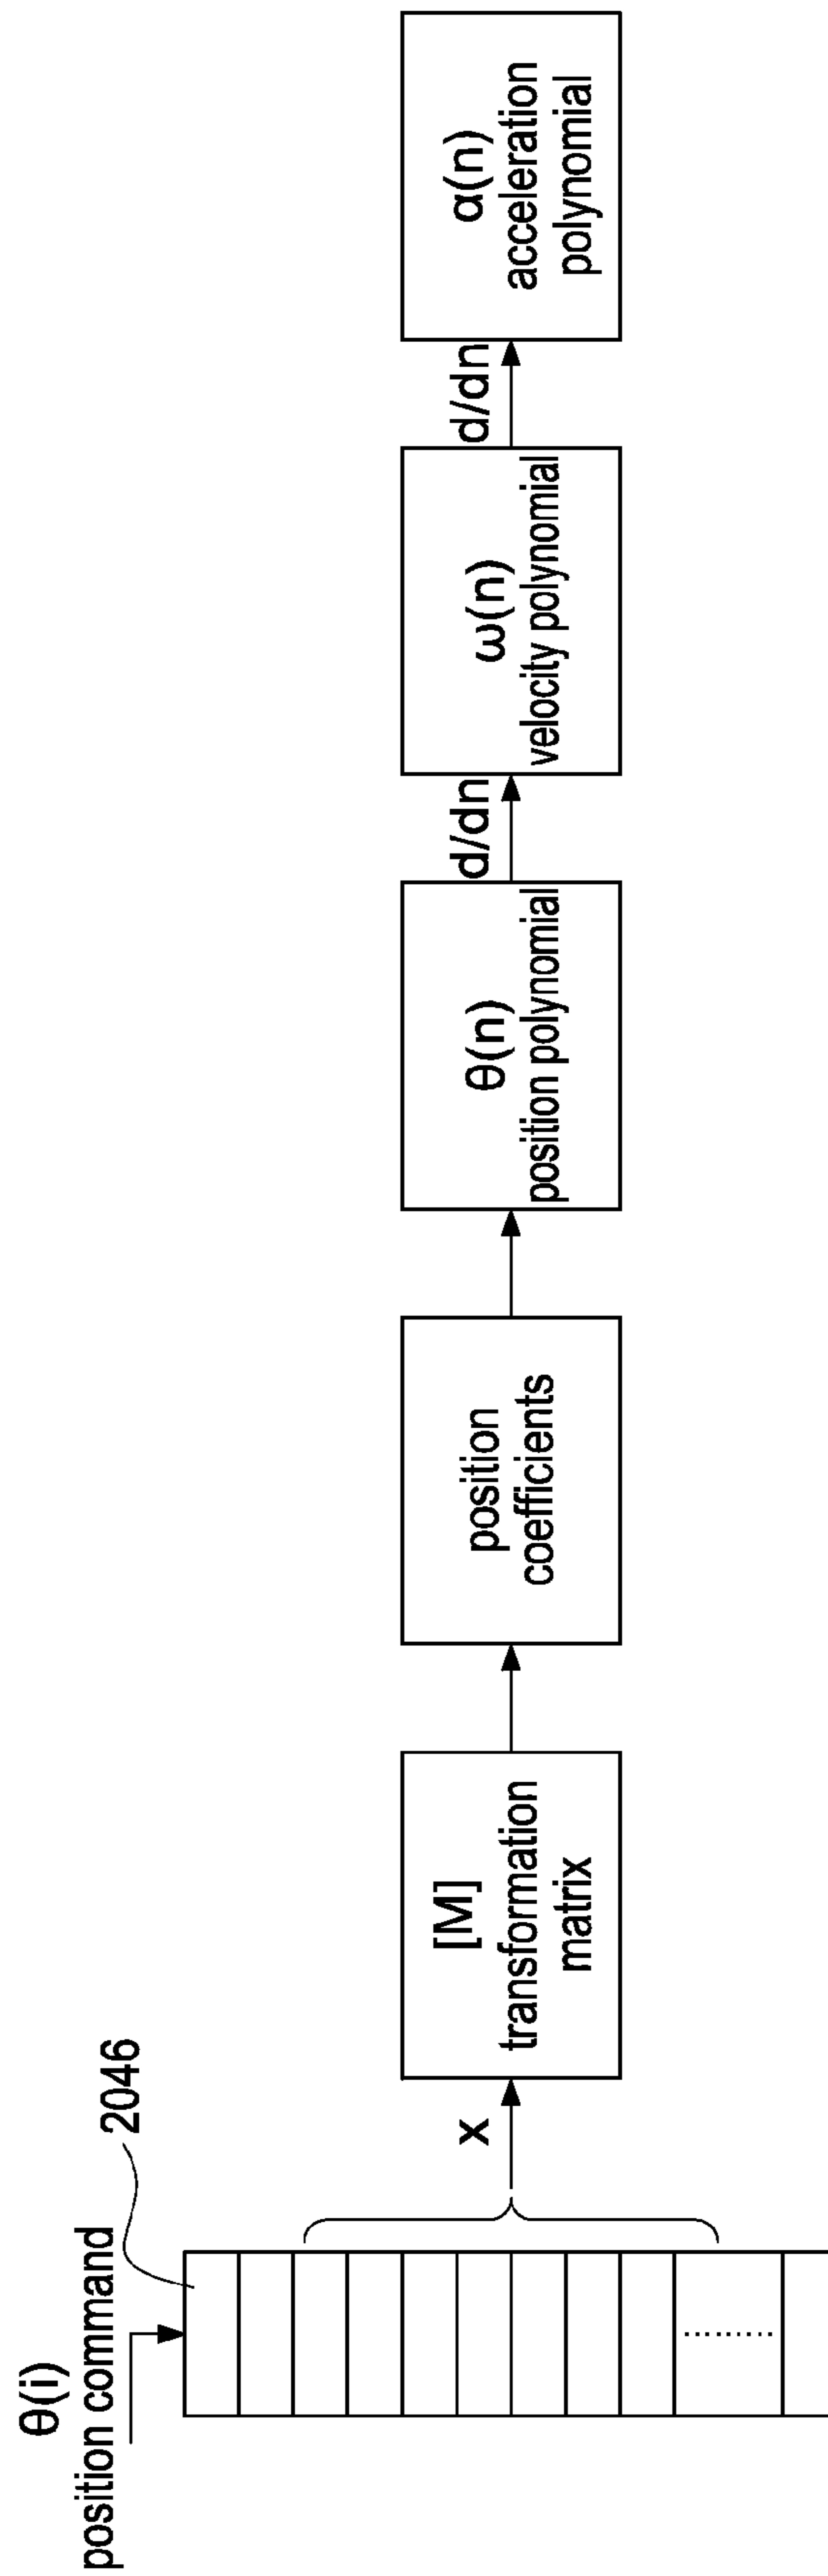 θ(i)
position command
2046
x
[M]
transformation
matrix
position
coefficients
θ(n)
position polynomial
d/dn
ω(n)
velocity polynomial
d/dn
α(n)
acceleration
polynomial